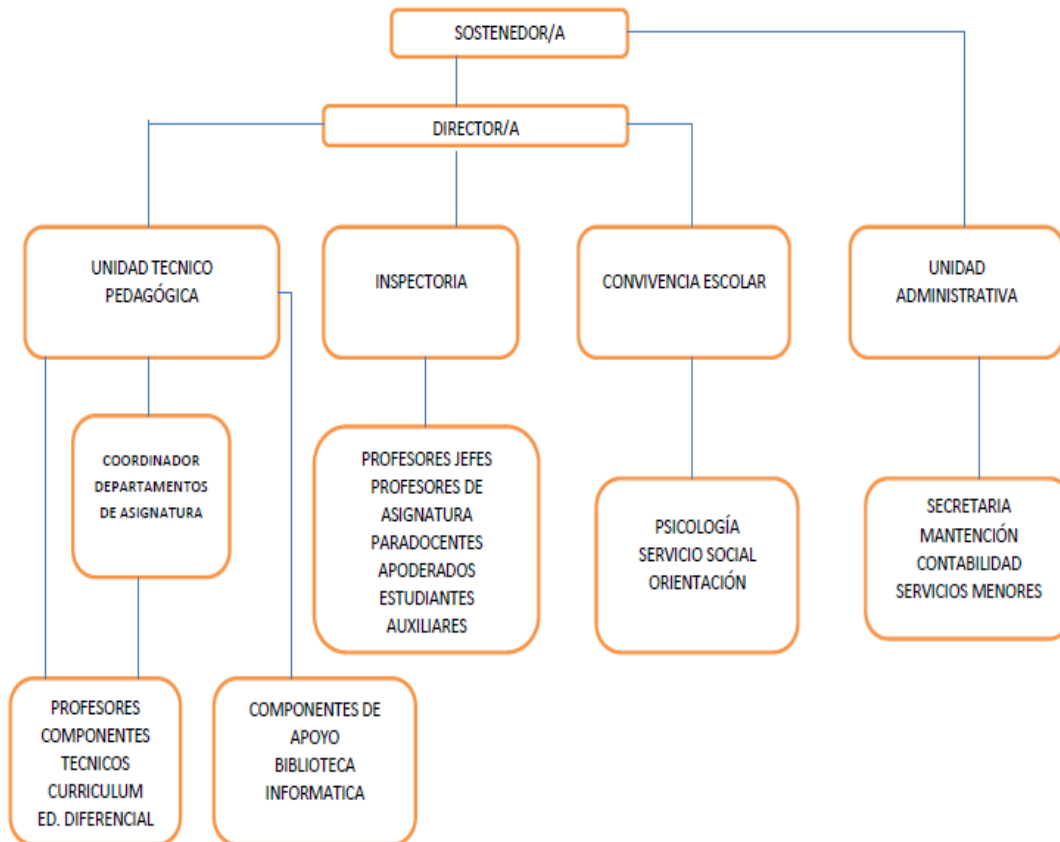 SOSTENEDOR/A
DIRECTOR/A
UNIDAD TECNICO
PEDAGÓGICA
INSPECTORIA
CONVIVENCIA ESCOLAR
UNIDAD
ADMINISTRATIVA
COORDINADOR
DEPARTAMENTOS
DE ASIGNATURA
PROFESORES JEFES
PROFESORES DE
ASIGNATURA
PARADOCENTES
APODERADOS
ESTUDIANTES
AUXILIARES
PSICOLOGÍA
SERVICIO SOCIAL
ORIENTACIÓN
SECRETARIA
MANTENCIÓN
CONTABILIDAD
SERVICIOS MENORES
PROFESORES
COMPONENTES
TECNICOS
CURRICULUM
ED. DIFERENCIAL
COMPONENTES DE
APOYO
BIBLIOTECA
INFORMATICA